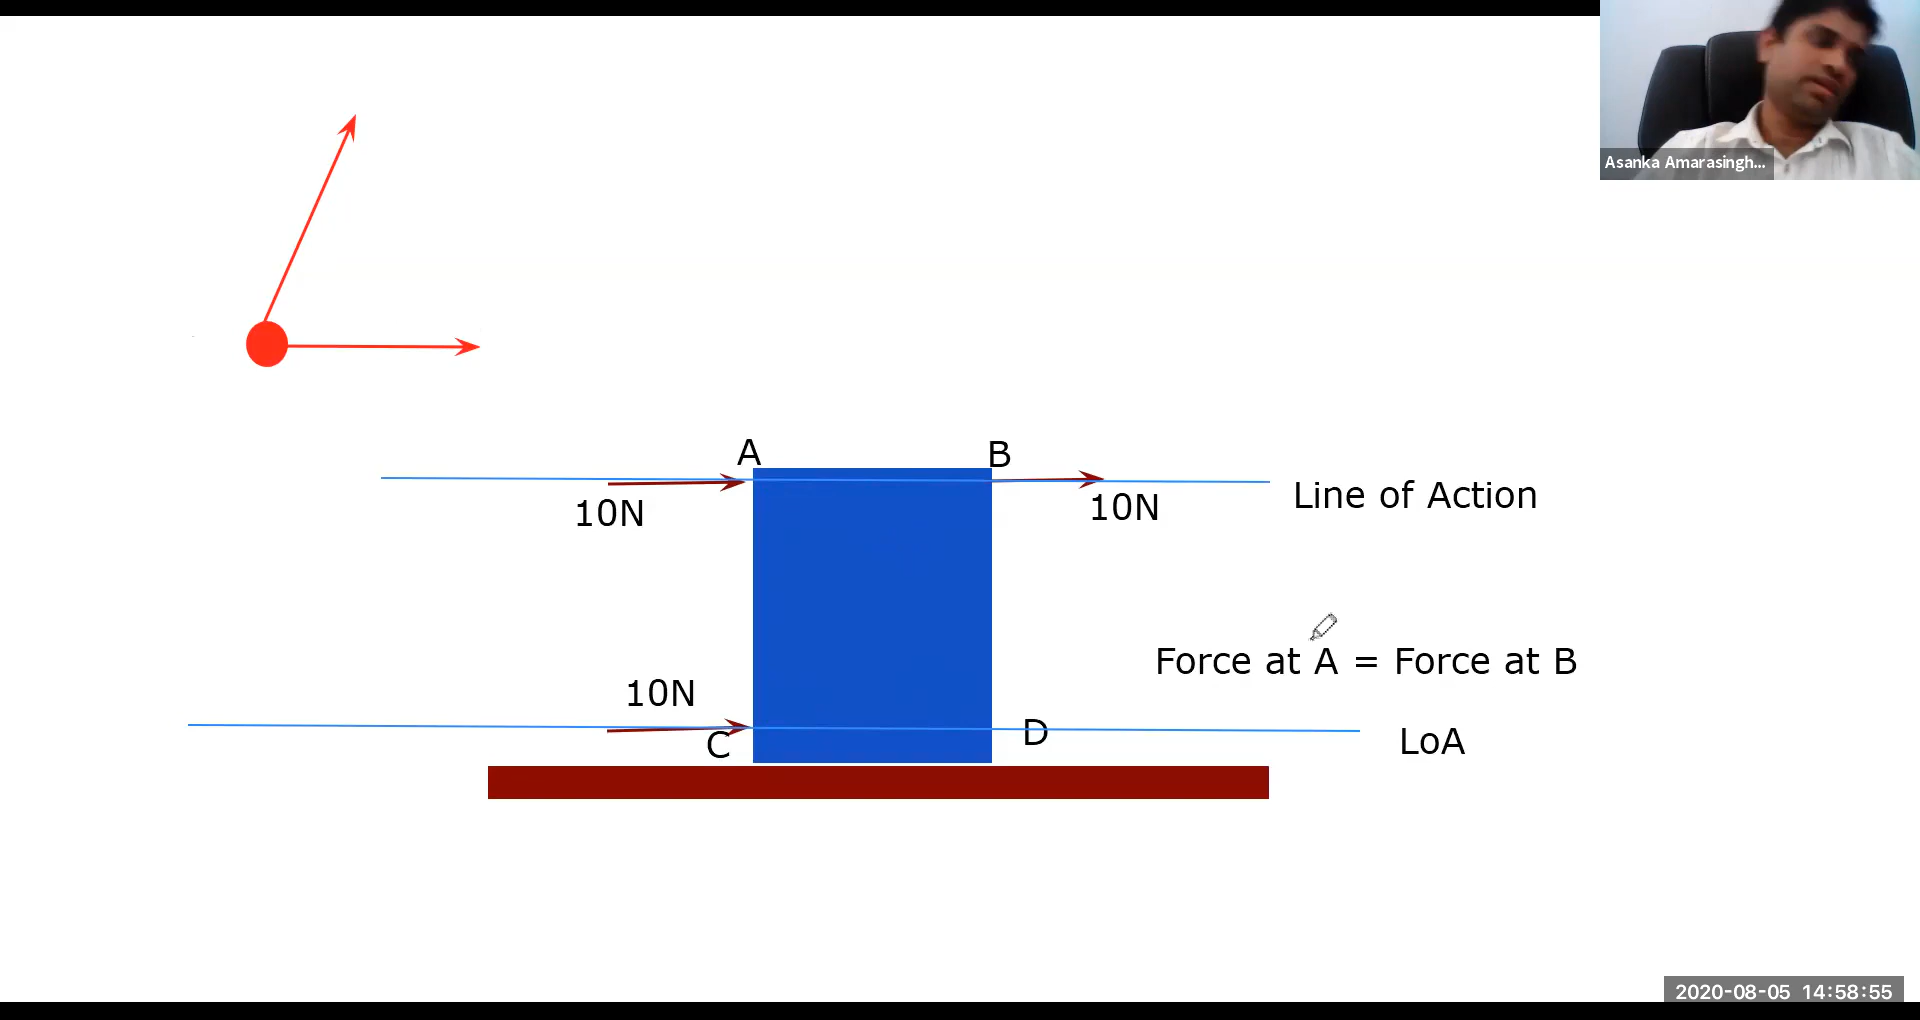 Asanka Amarasingh...
A
B
10N
10N
Line of Action
Force at A = Force at B
10N
C
D
LoA
2020-08-05 14:58:55